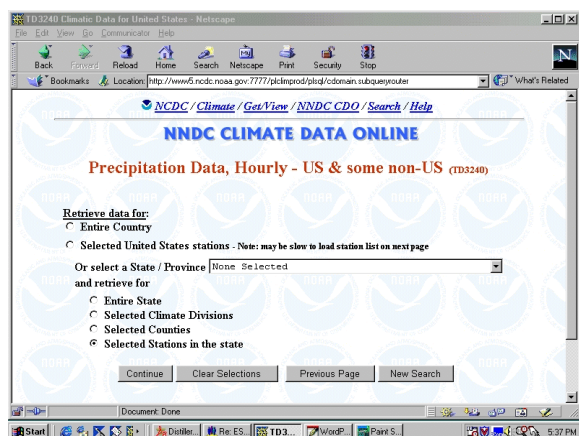 TD3240 Climatic Data for United States - Netscape
File Edit View Go Communicator Help
Back Forward Reload Home Search Netscape Print Security Stop
N
Bookmarks Location: http://www5.ncdc.noaa.gov:7777/plclimprod/plsql/cdomain.subqueryrouter What's Related
NCDC / Climate / Get/View / NNDC CDO / Search / Help
NNDC CLIMATE DATA ONLINE
Precipitation Data, Hourly - US & some non-US (TD3240)
Retrieve data for:
Entire Country
Selected United States stations - Note: may be slow to load station list on next page
Or select a State / Province None Selected
and retrieve for
Entire State
Selected Climate Divisions
Selected Counties
Selected Stations in the state
Continue Clear Selections Previous Page New Search
Document: Done
Start Distiller... Re: ES... TD3... WordP... Paint S... 5:37 PM